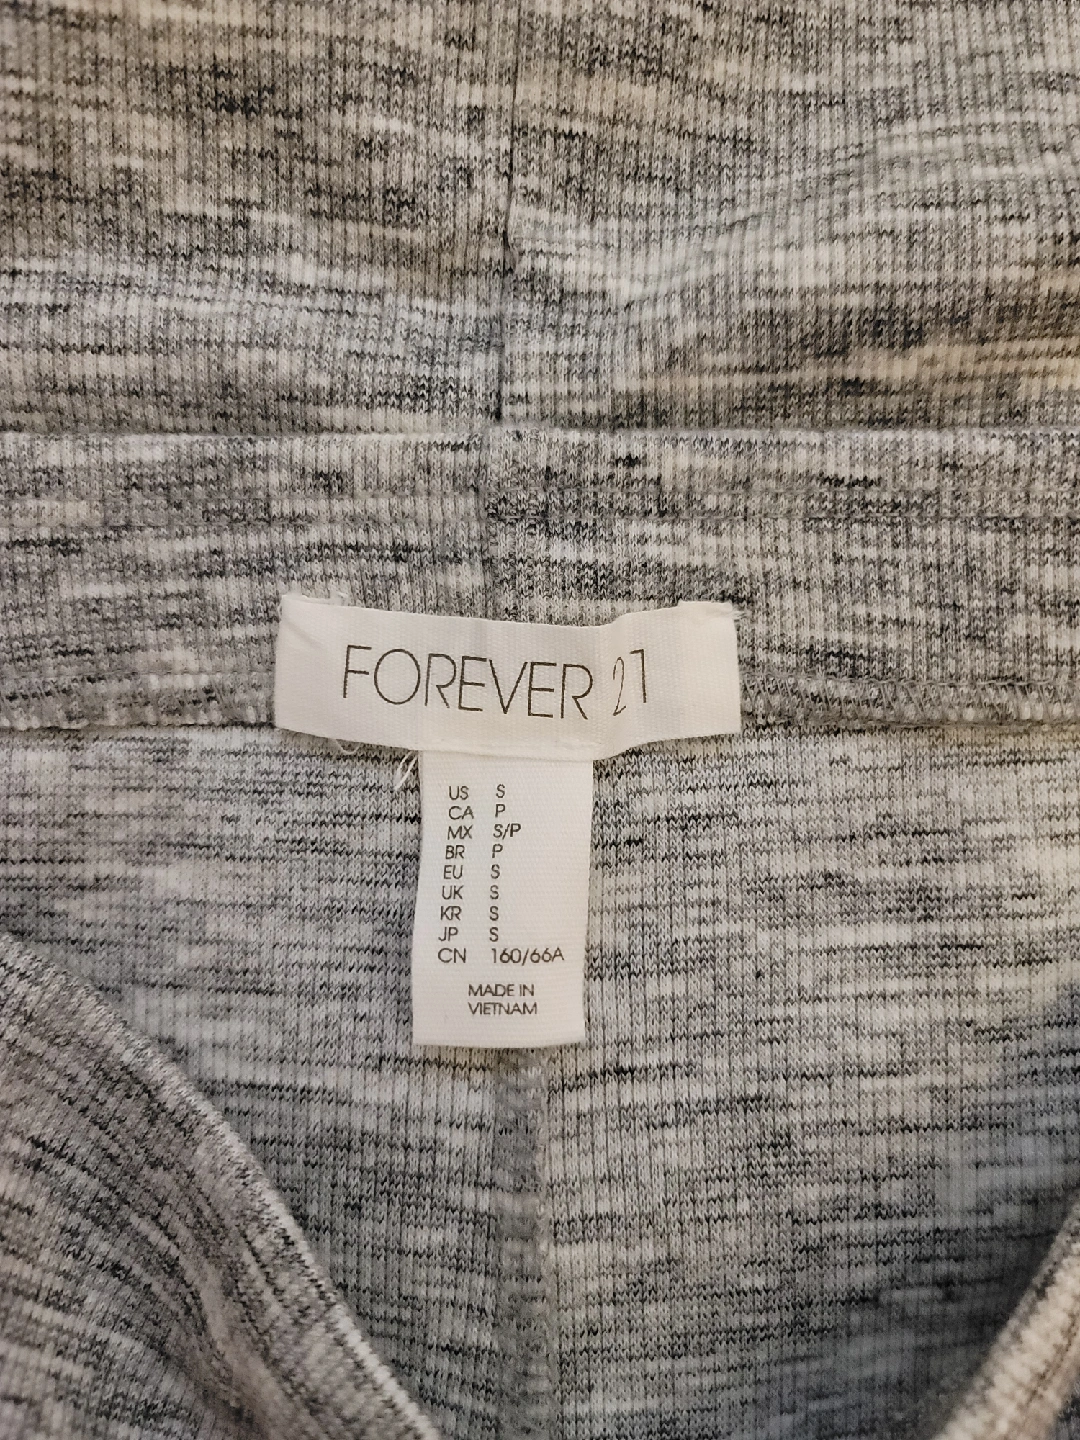 FOREVER 21
US S
CA P
MX S/P
BR P
EU S
UK S
KR S
JP S
CN 160/66A
MADE IN
VIETNAM